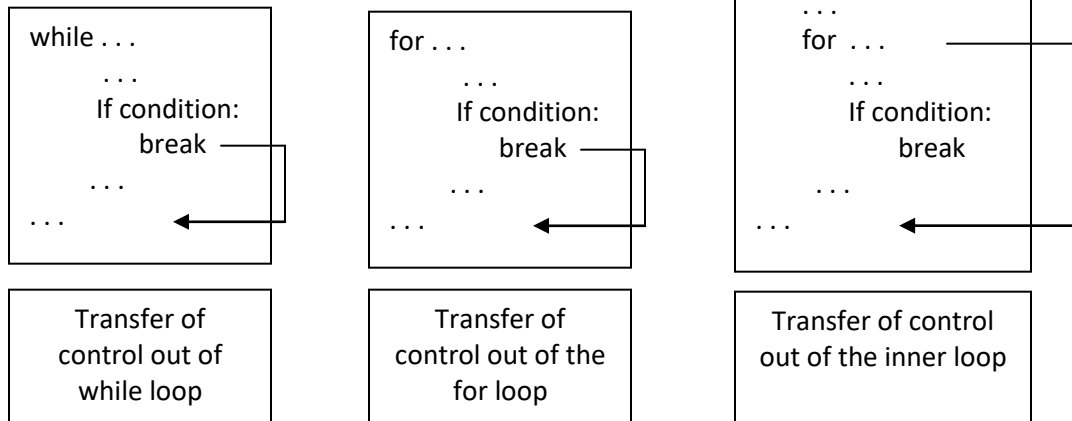 while . . .
. . .
If condition:
break
. . .
. . .
Transfer of
control out of
while loop
for . . .
. . .
If condition:
break
. . .
. . .
Transfer of
control out of the
for loop
. . .
for . . .
. . .
If condition:
break
. . .
. . .
Transfer of control
out of the inner loop